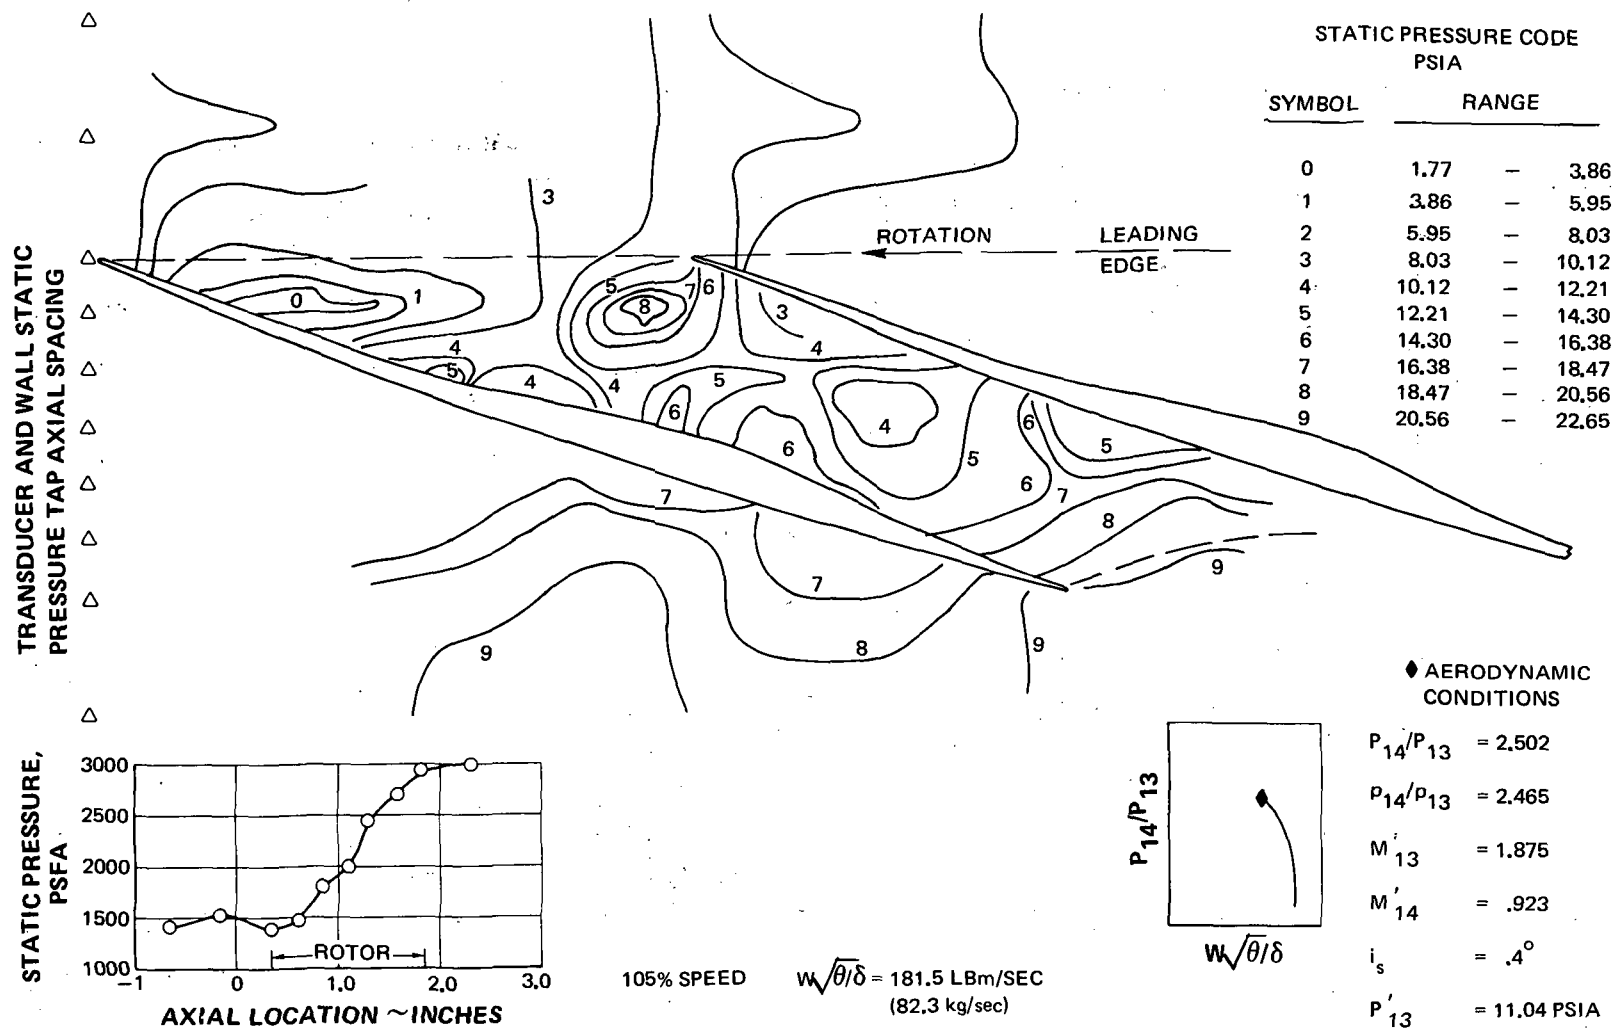 STATIC PRESSURE CODE
PSIA
SYMBOL RANGE
0 1.77 – 3.86
1 3.86 – 5.95
2 5.95 – 8.03
3 8.03 – 10.12
4 10.12 – 12.21
5 12.21 – 14.30
6 14.30 – 16.38
7 16.38 – 18.47
8 18.47 – 20.56
9 20.56 – 22.65
TRANSDUCER AND WALL STATIC
PRESSURE TAP AXIAL SPACING
3
ROTATION
LEADING
EDGE
0
1
5
8
7
6
3
4
4
5
4
4
5
6
6
4
5
6
6
5
7
7
8
7
9
9
8
9
STATIC PRESSURE,
PSFA
3000
2500
2000
1500
1000
ROTOR
–1 0 1.0 2.0 3.0
AXIAL LOCATION ~INCHES
105% SPEED
W√θ/δ = 181.5 LBm/SEC
(82.3 kg/sec)
P14/P13
W√θ/δ
♦ AERODYNAMIC
CONDITIONS
P14/P13 = 2.502
p14/p13 = 2.465
M'13 = 1.875
M'14 = .923
is = .4°
P'13 = 11.04 PSIA